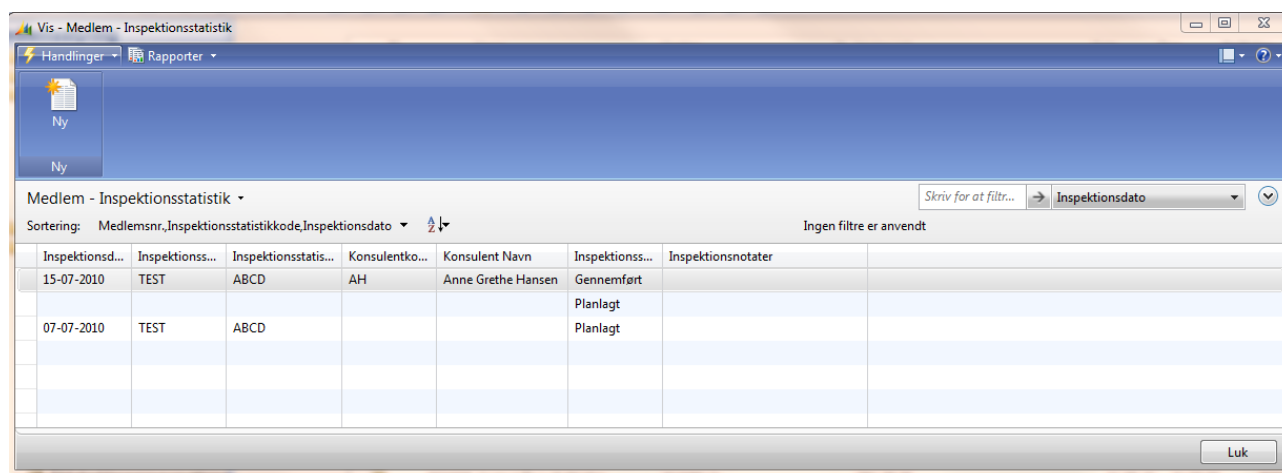 Vis - Medlem - Inspektionsstatistik
Handlinger Rapporter
Ny
Ny
Medlem - Inspektionsstatistik Skriv for at filtr... Inspektionsdato
Sortering: Medlemsnr.,Inspektionsstatistikkode,Inspektionsdato A Z Ingen filtre er anvendt
Inspektionsd... Inspektionss... Inspektionsstatis... Konsulentko... Konsulent Navn Inspektionss... Inspektionsnotater
15-07-2010 TEST ABCD AH Anne Grethe Hansen Gennemført
Planlagt
07-07-2010 TEST ABCD Planlagt
Luk